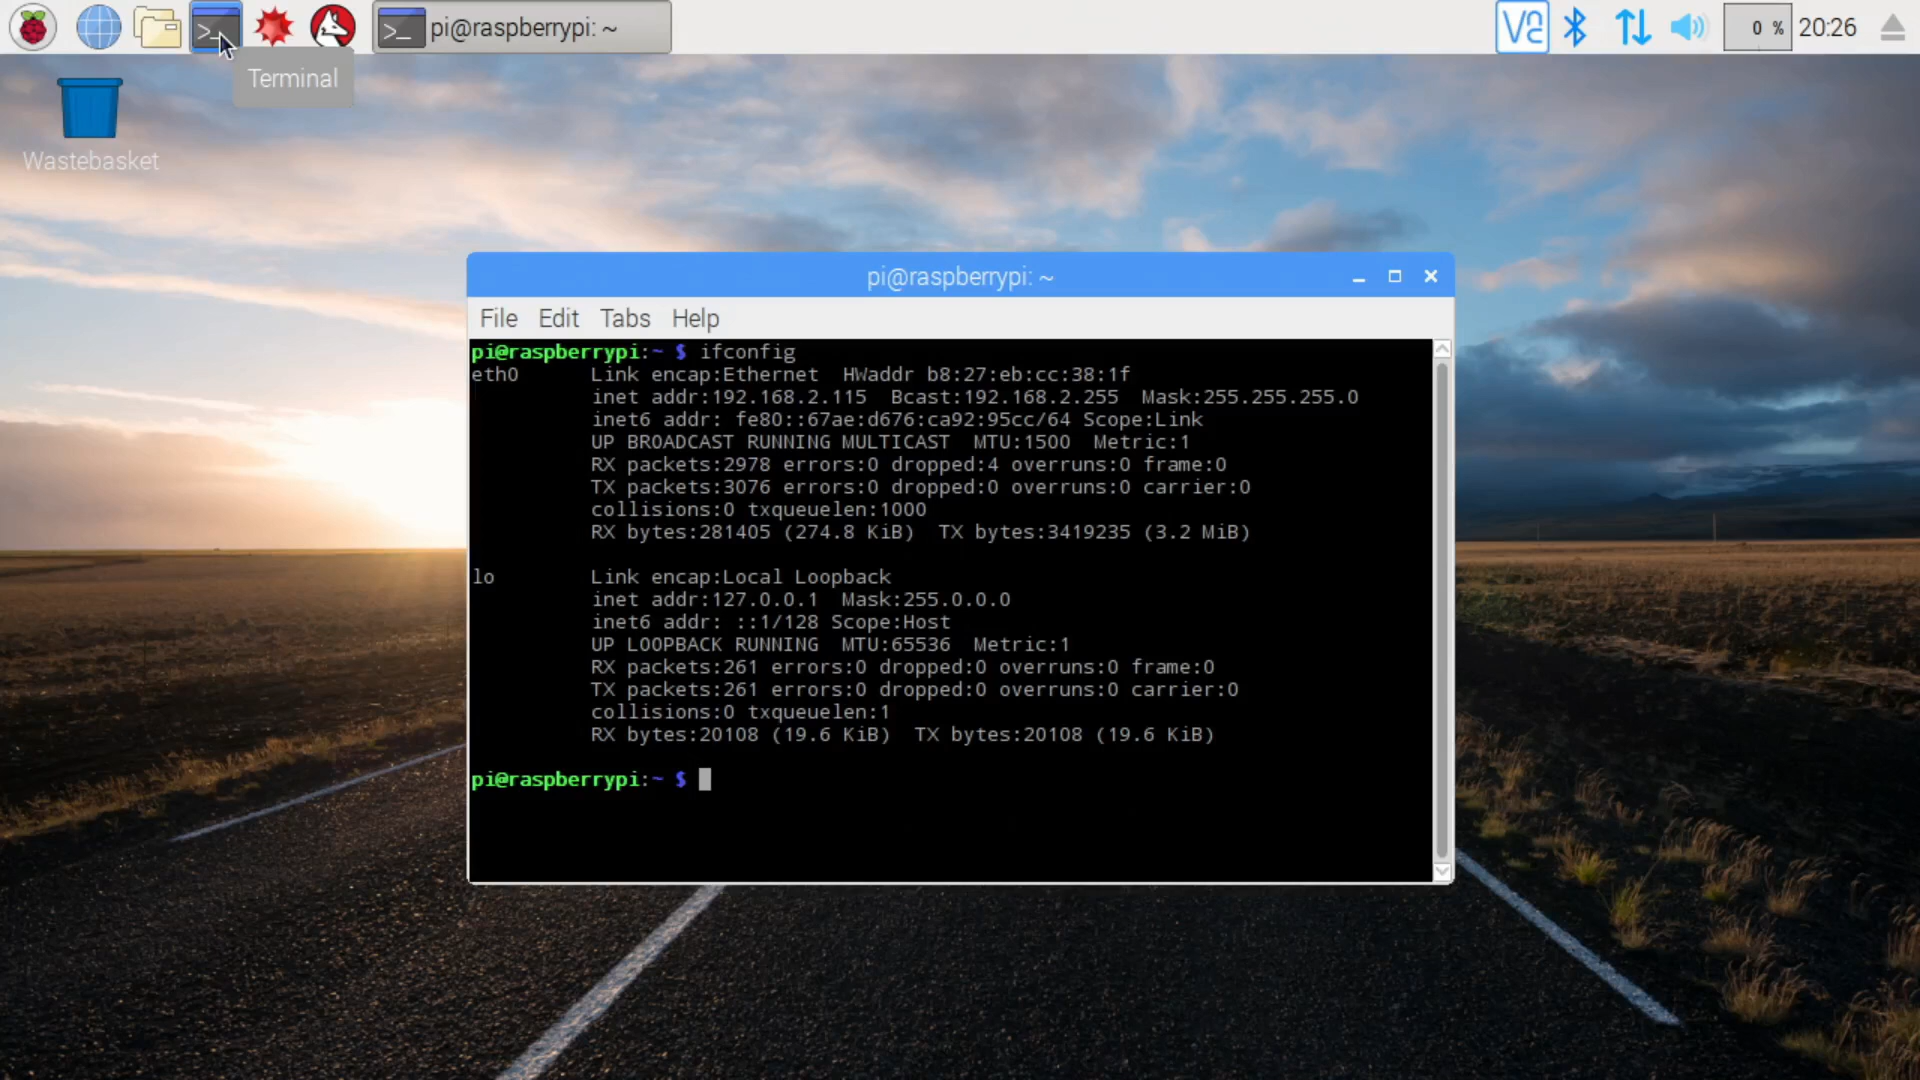 pi@raspberrypi: ~
V2
0 %
20:26
Terminal
Wastebasket
pi@raspberrypi: ~
File Edit Tabs Help
pi@raspberrypi:~ $ ifconfig
eth0 Link encap:Ethernet HWaddr b8:27:eb:cc:38:1f
inet addr:192.168.2.115 Bcast:192.168.2.255 Mask:255.255.255.0
inet6 addr: fe80::67ae:d676:ca92:95cc/64 Scope:Link
UP BROADCAST RUNNING MULTICAST MTU:1500 Metric:1
RX packets:2978 errors:0 dropped:4 overruns:0 frame:0
TX packets:3076 errors:0 dropped:0 overruns:0 carrier:0
collisions:0 txqueuelen:1000
RX bytes:281405 (274.8 KiB) TX bytes:3419235 (3.2 MiB)
lo Link encap:Local Loopback
inet addr:127.0.0.1 Mask:255.0.0.0
inet6 addr: ::1/128 Scope:Host
UP LOOPBACK RUNNING MTU:65536 Metric:1
RX packets:261 errors:0 dropped:0 overruns:0 frame:0
TX packets:261 errors:0 dropped:0 overruns:0 carrier:0
collisions:0 txqueuelen:1
RX bytes:20108 (19.6 KiB) TX bytes:20108 (19.6 KiB)
pi@raspberrypi:~ $